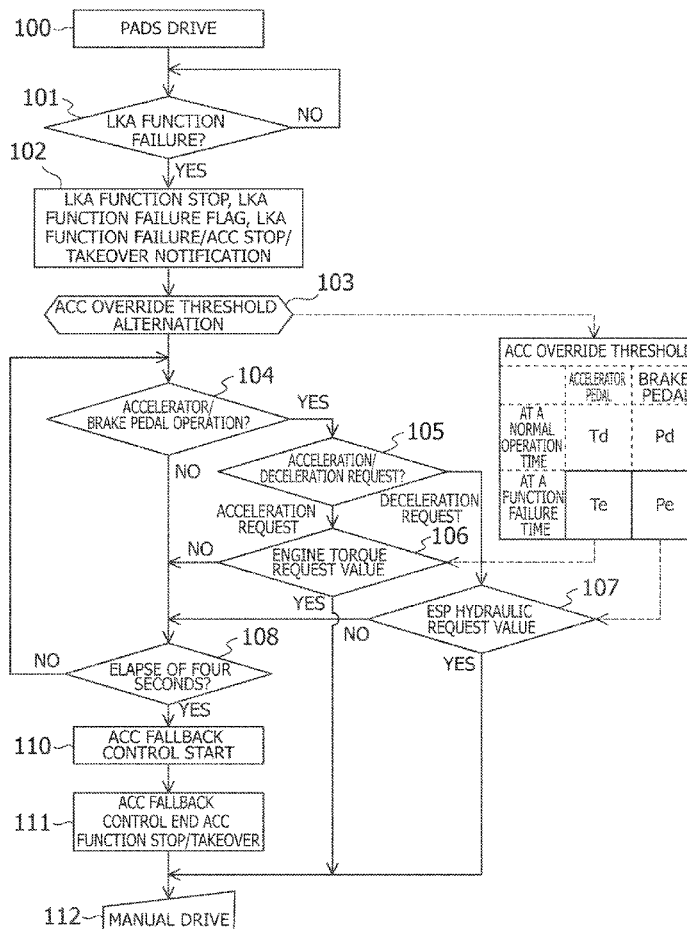 100
PADS DRIVE
101
LKA FUNCTION
FAILURE?
NO
YES
102
LKA FUNCTION STOP, LKA
FUNCTION FAILURE FLAG, LKA
FUNCTION FAILURE/ACC STOP/
TAKEOVER NOTIFICATION
103
ACC OVERRIDE THRESHOLD
ALTERNATION
ACC OVERRIDE THRESHOLD
ACCELERATOR
PEDAL
BRAKE
PEDAL
AT A
NORMAL
OPERATION
TIME
Td
Pd
AT A
FUNCTION
FAILURE
TIME
Te
Pe
104
ACCELERATOR/
BRAKE PEDAL OPERATION?
YES
NO
105
ACCELERATION/
DECELERATION REQUEST?
ACCELERATION
REQUEST
DECELERATION
REQUEST
106
ENGINE TORQUE
REQUEST VALUE
NO
YES
107
ESP HYDRAULIC
REQUEST VALUE
NO
YES
108
ELAPSE OF FOUR
SECONDS?
NO
YES
110
ACC FALLBACK
CONTROL START
111
ACC FALLBACK
CONTROL END ACC
FUNCTION STOP/TAKEOVER
112
MANUAL DRIVE